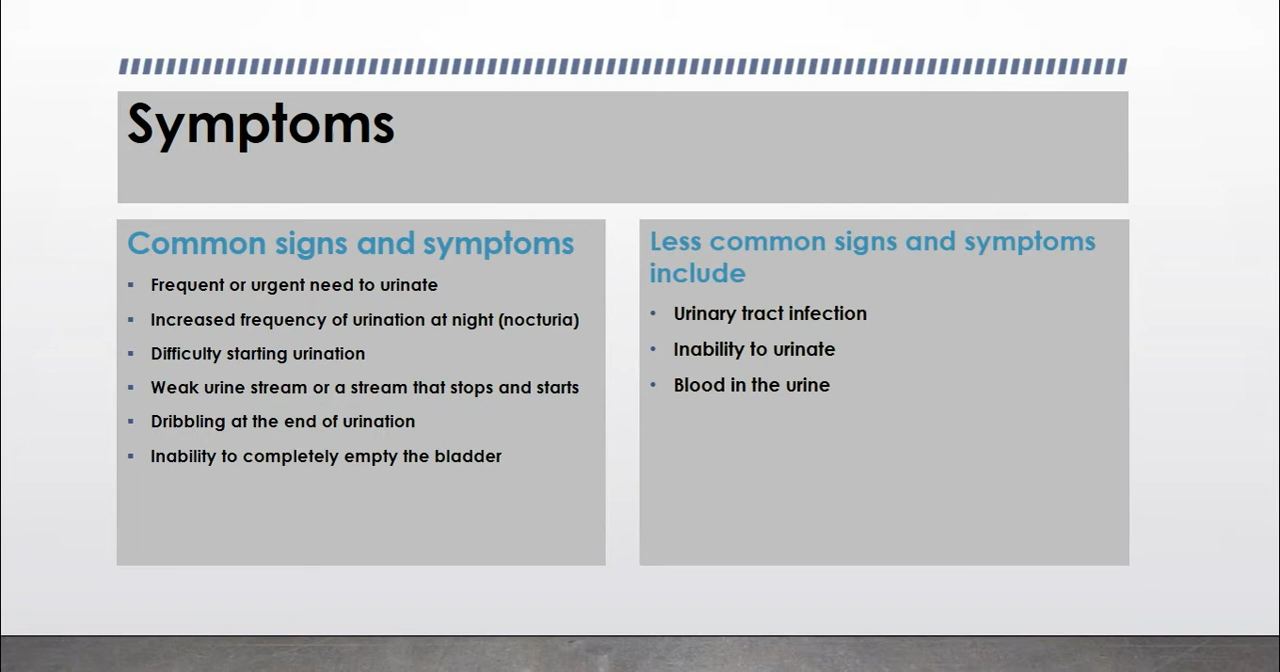 Symptoms
Common signs and symptoms
Frequent or urgent need to urinate
Increased frequency of urination at night (nocturia)
Difficulty starting urination
Weak urine stream or a stream that stops and starts
Dribbling at the end of urination
Inability to completely empty the bladder
Less common signs and symptoms
include
Urinary tract infection
Inability to urinate
Blood in the urine